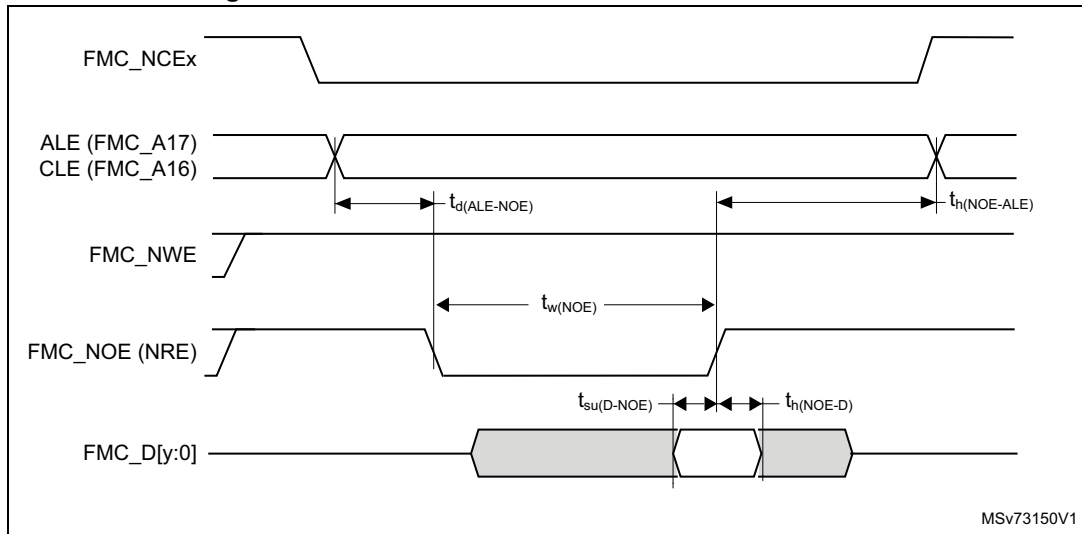 FMC_NCEx
ALE (FMC_A17)
CLE (FMC_A16)
td(ALE-NOE)
th(NOE-ALE)
FMC_NWE
tw(NOE)
FMC_NOE (NRE)
tsu(D-NOE)
th(NOE-D)
FMC_D[y:0]
MSv73150V1